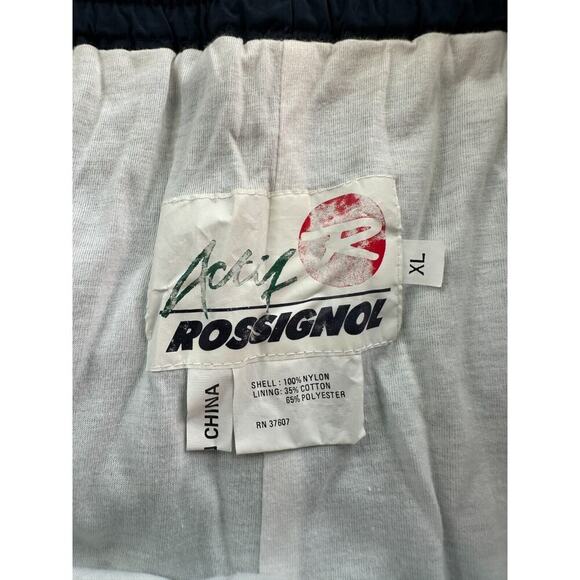 Actif R
ROSSIGNOL
XL
CHINA
SHELL: 100% NYLON
LINING: 35% COTTON
65% POLYESTER
RN 37607